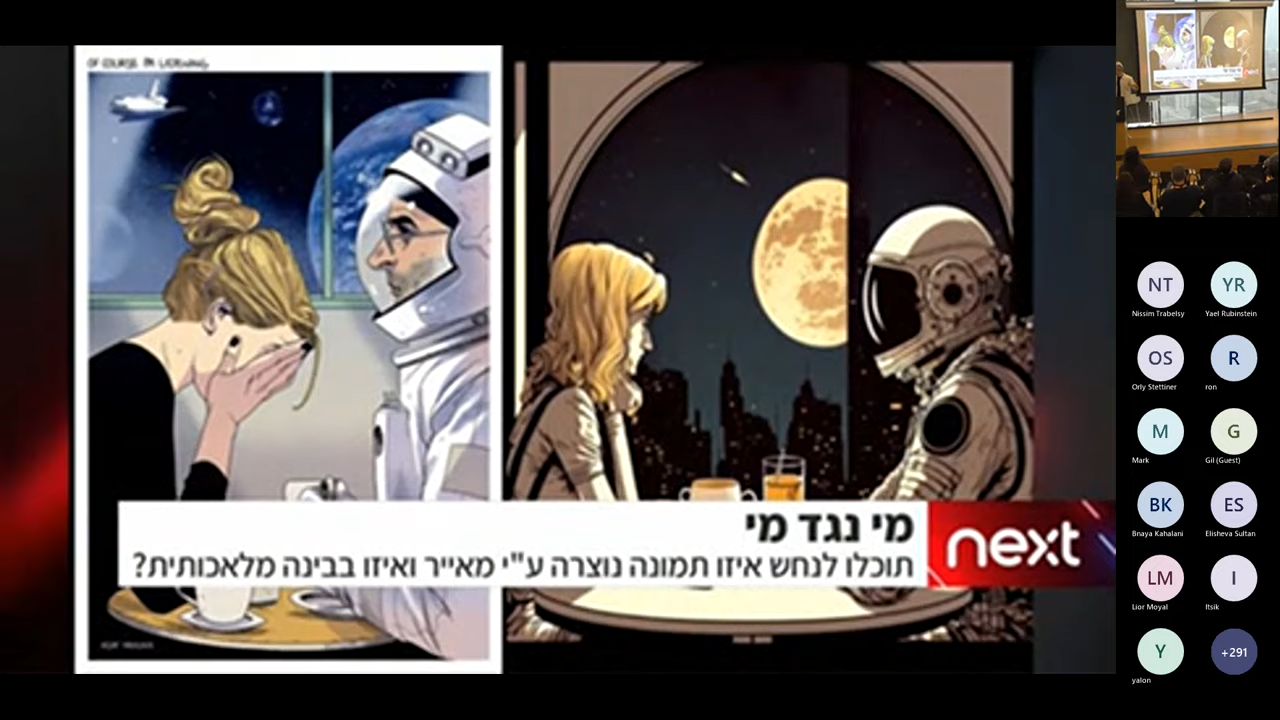 OF COURSE I'M LISTENING.
מי נגד מי
תוכלו לנחש איזו תמונה נוצרה ע"י מאייר ואיזו בבינה מלאכותית?
next
NT
Nissim Trabelsy
YR
Yael Rubinstein
OS
Orly Stettiner
R
ron
M
Mark
G
Gil (Guest)
BK
Bnaya Kahalani
ES
Elisheva Sultan
LM
Lior Moyal
I
Itsik
Y
yalon
+291